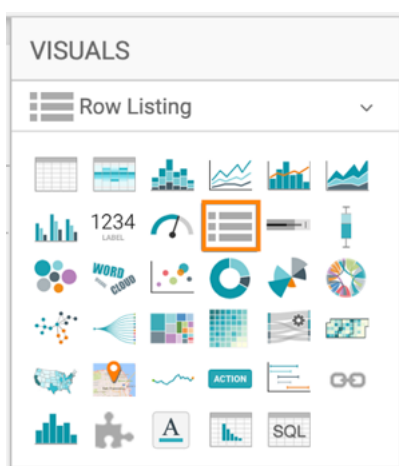 VISUALS
Row Listing
1234
LABEL
WORD
CLOUD
ACTION
A
SQL